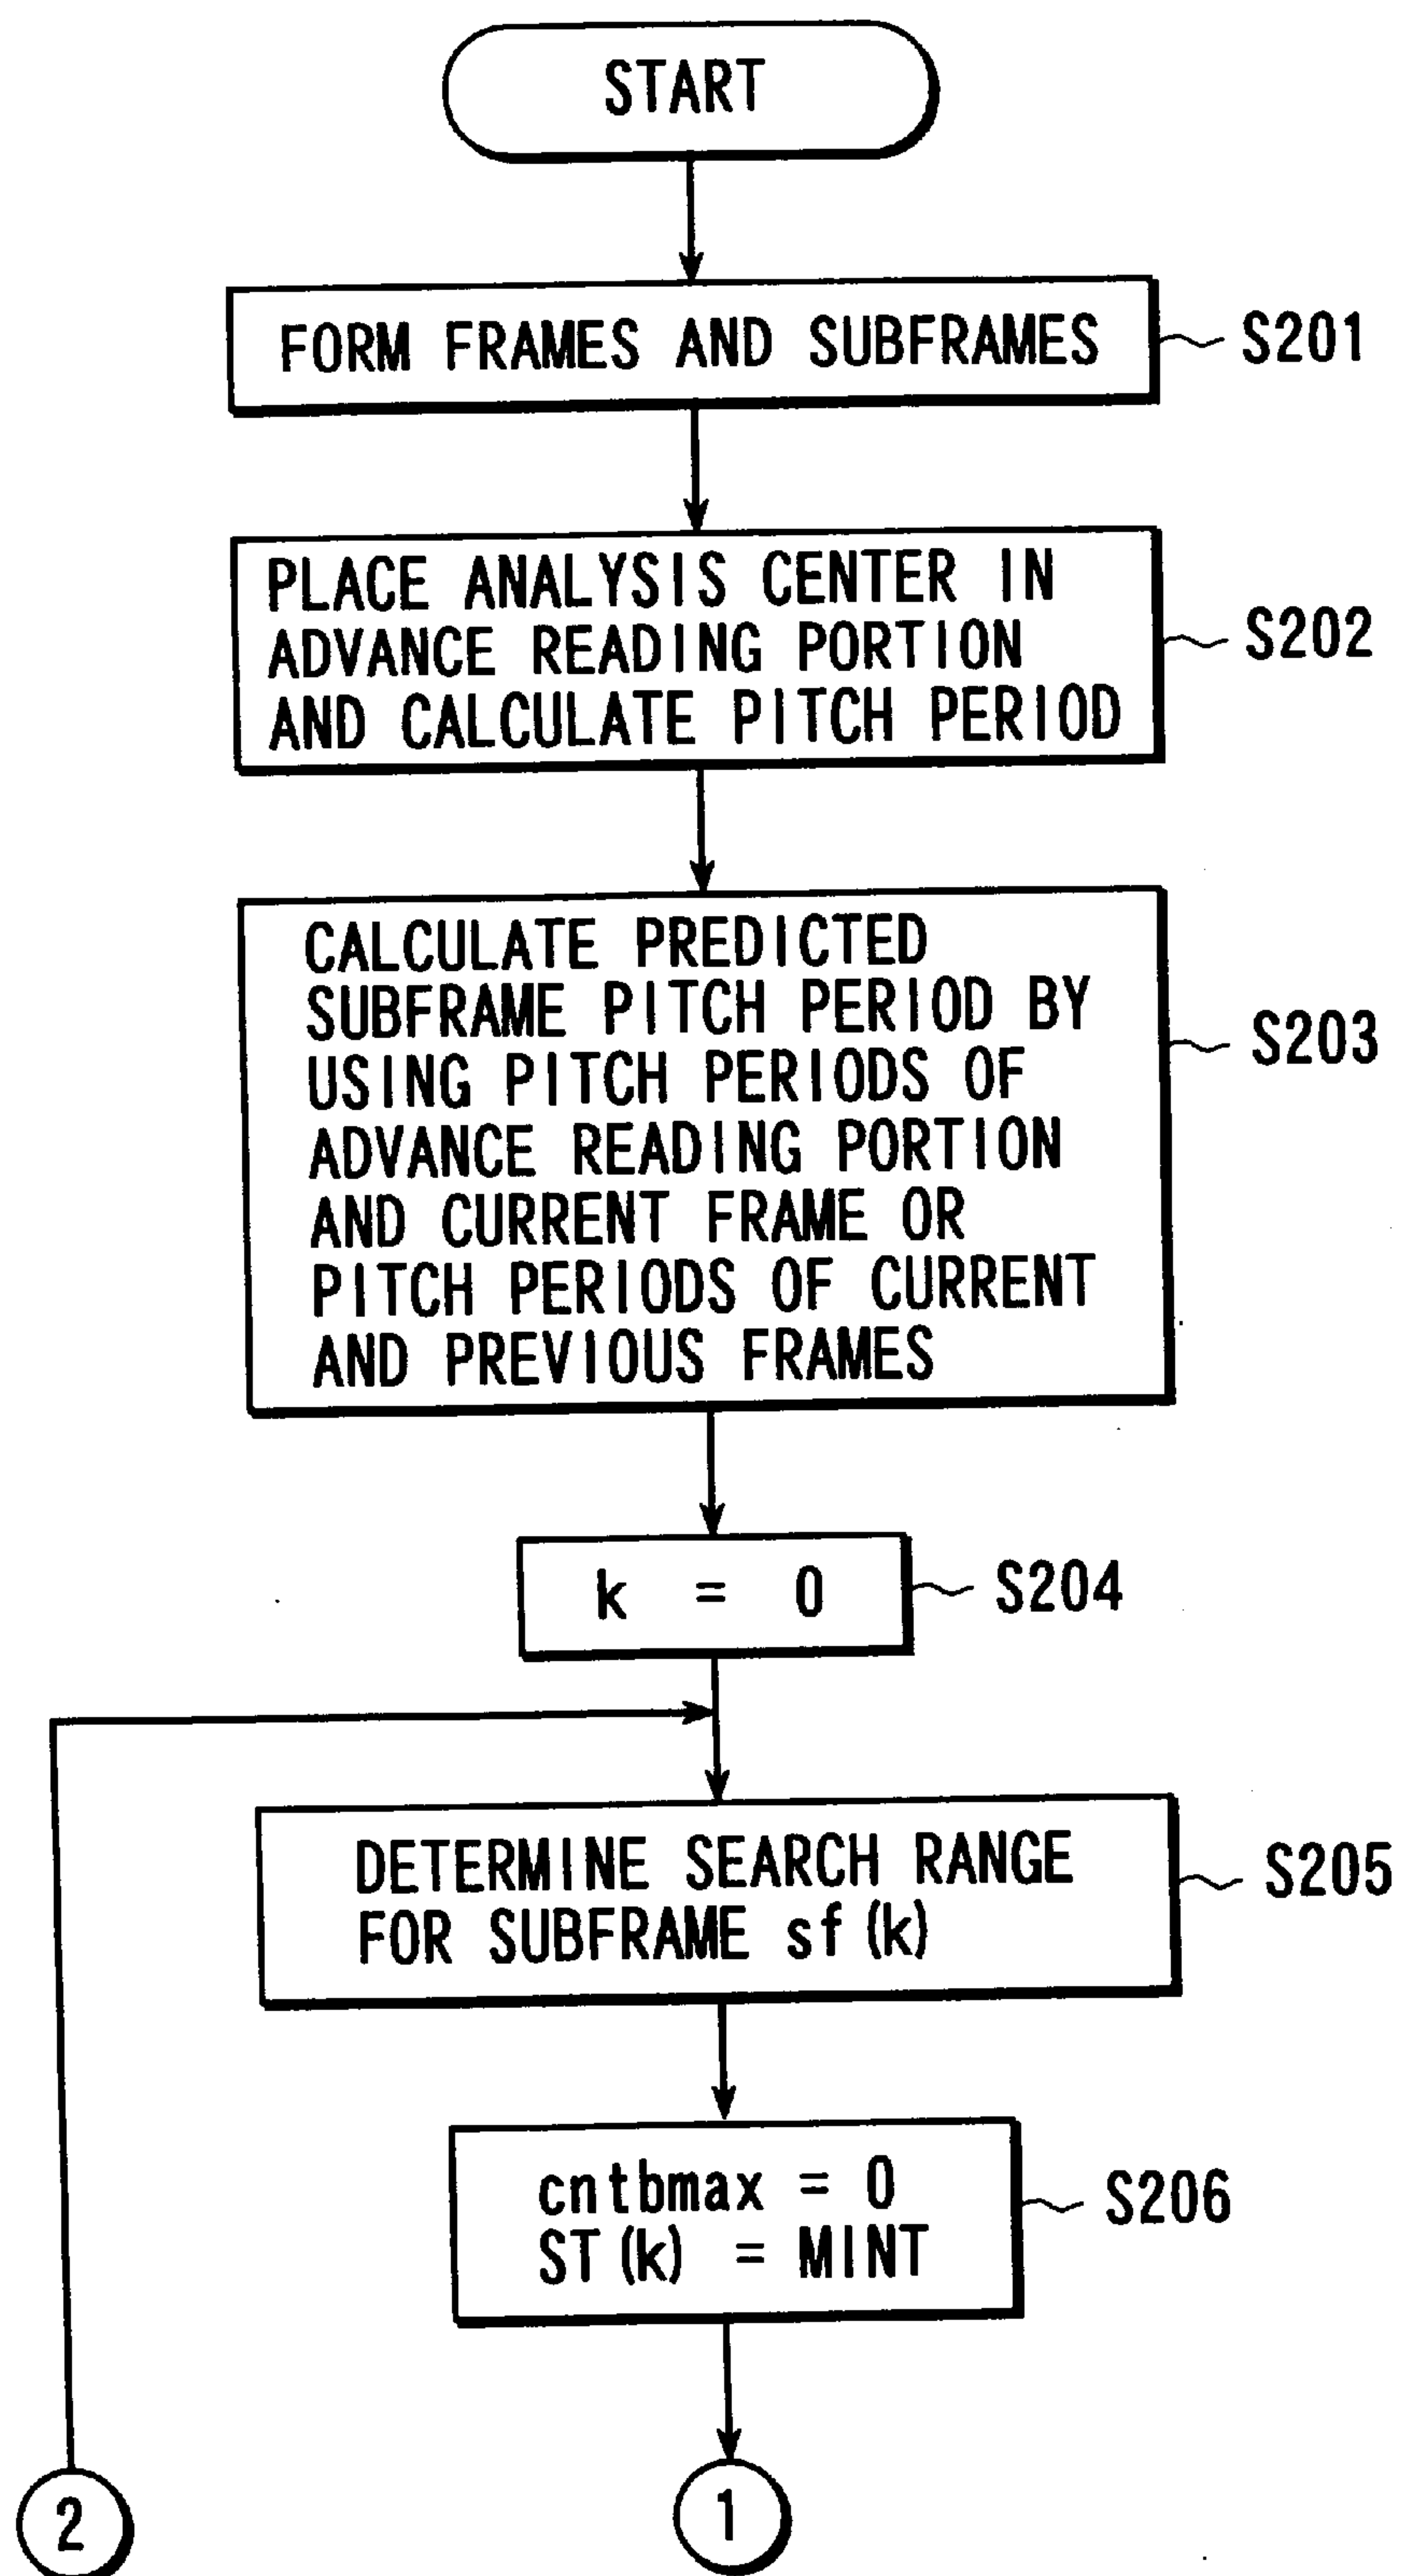 START
FORM FRAMES AND SUBFRAMES
S201
PLACE ANALYSIS CENTER IN
ADVANCE READING PORTION
AND CALCULATE PITCH PERIOD
S202
CALCULATE PREDICTED
SUBFRAME PITCH PERIOD BY
USING PITCH PERIODS OF
ADVANCE READING PORTION
AND CURRENT FRAME OR
PITCH PERIODS OF CURRENT
AND PREVIOUS FRAMES
S203
k = 0
S204
DETERMINE SEARCH RANGE
FOR SUBFRAME sf(k)
S205
cntbmax = 0
ST(k) = MINT
S206
2
1